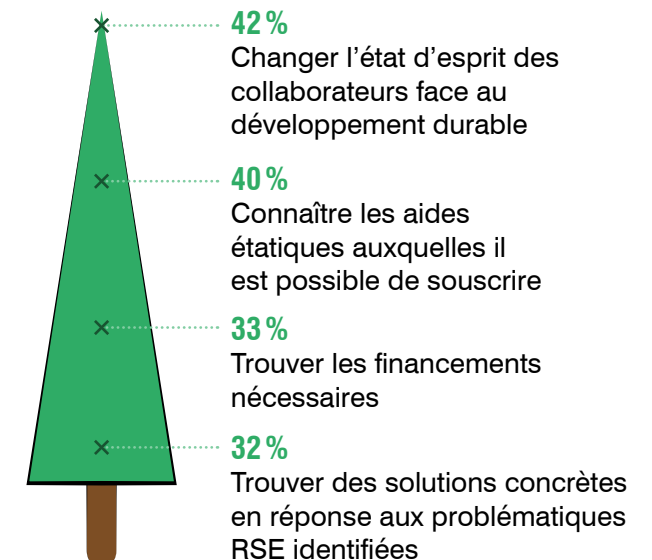 42 %
Changer l’état d’esprit des
collaborateurs face au
développement durable
40 %
Connaître les aides
étatiques auxquelles il
est possible de souscrire
33 %
Trouver les financements
nécessaires
32 %
Trouver des solutions concrètes
en réponse aux problématiques
RSE identifiées